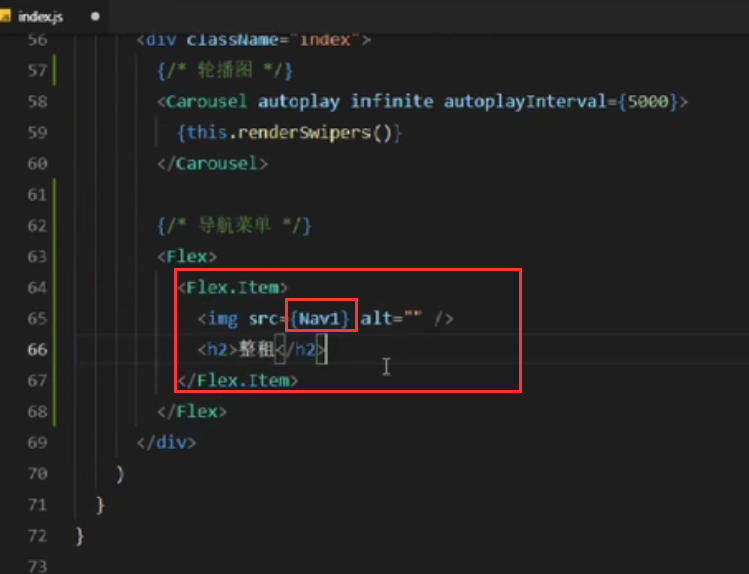 index.js
56 <div className="index">
57 {/* 轮播图 */}
58 <Carousel autoplay infinite autoplayInterval={5000}>
59 {this.renderSwipers()}
60 </Carousel>
61
62 {/* 导航菜单 */}
63 <Flex>
64 <Flex.Item>
65 <img src={Nav1} alt="" />
66 <h2>整租</h2>
67 </Flex.Item>
68 </Flex>
69 </div>
70 )
71 }
72 }
73